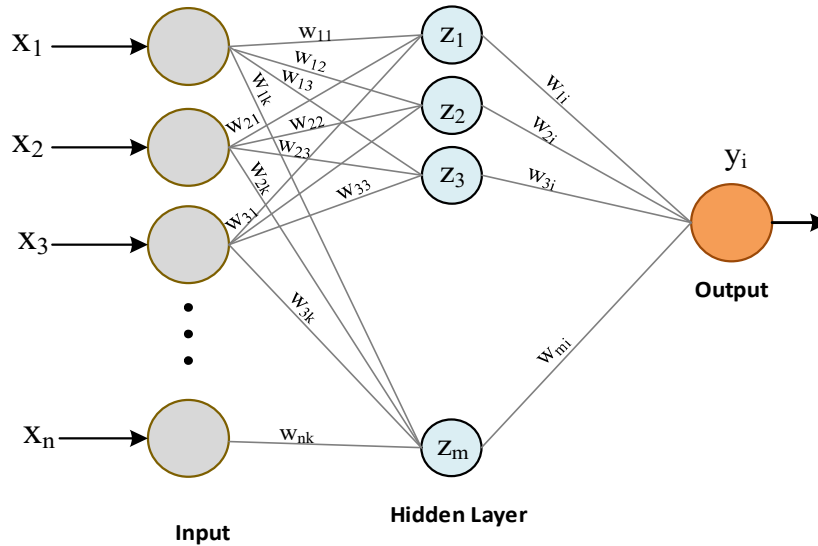 x₁
x₂
x₃
xₙ
w₁₁
w₁₂
w₁₃
w₁ₖ
w₂₁
w₂₂
w₂₃
w₂ₖ
w₃₁
w₃₃
w₃ₖ
wₙₖ
z₁
z₂
z₃
zₘ
w₁ᵢ
w₂ᵢ
w₃ᵢ
wₘᵢ
yᵢ
Output
Hidden Layer
Input